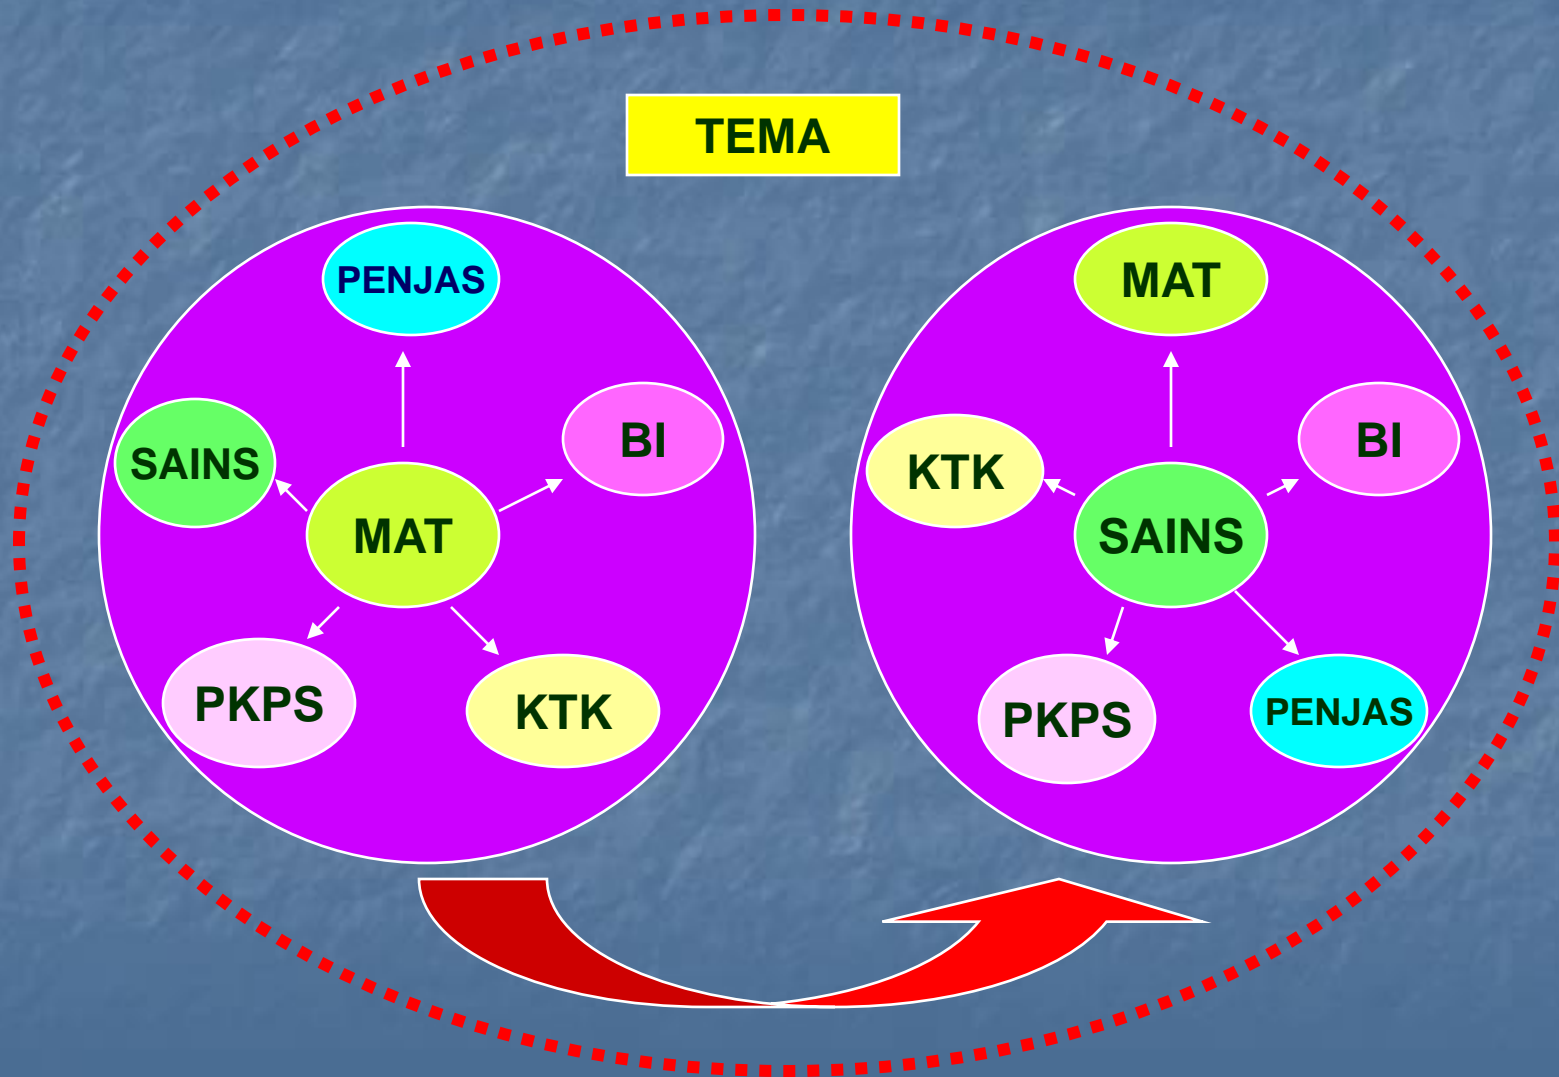 TEMA
PENJAS
SAINS
BI
MAT
PKPS
KTK
MAT
KTK
BI
SAINS
PKPS
PENJAS